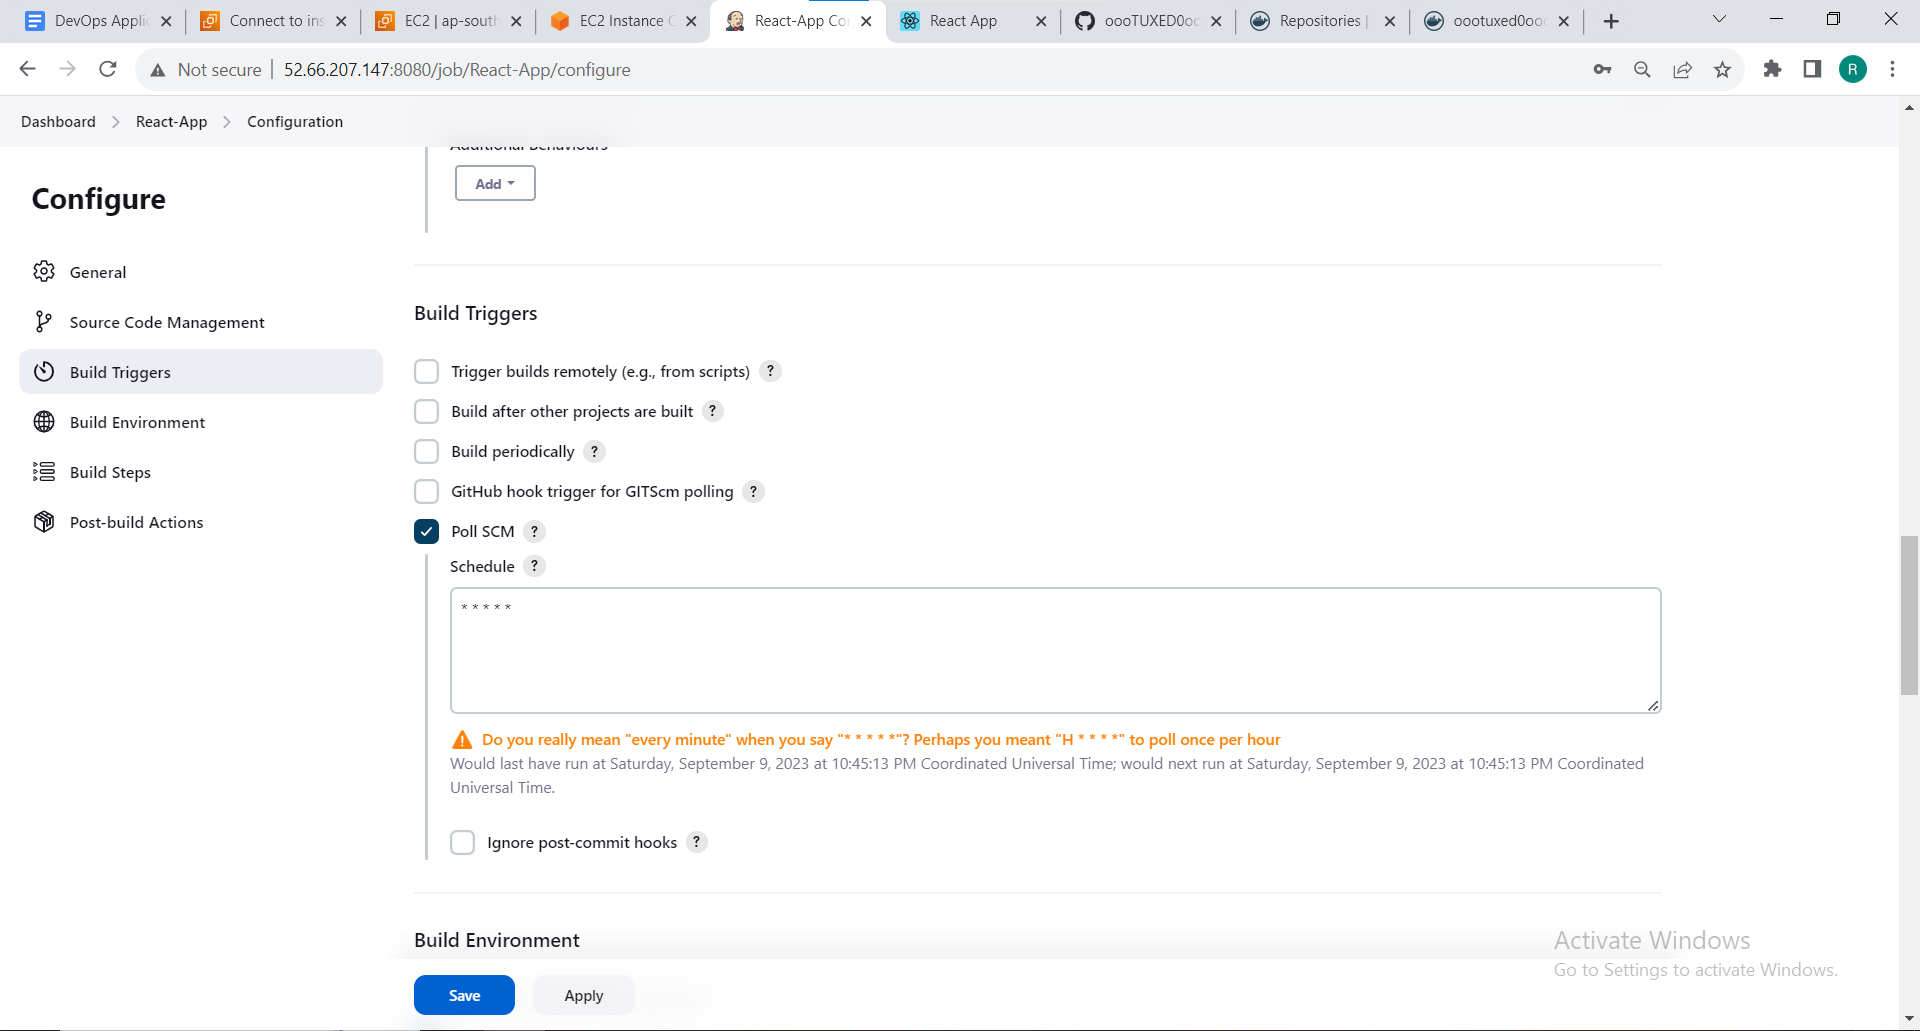 DevOps Applic
Connect to ins
EC2 | ap-south
EC2 Instance C
React-App Con
React App
oooTUXED0oo
Repositories |
oootuxed0ooo
Not secure
52.66.207.147:8080/job/React-App/configure
R
Dashboard
React-App
Configuration
Additional Behaviours
Add
Configure
General
Source Code Management
Build Triggers
Build Environment
Build Steps
Post-build Actions
Build Triggers
Trigger builds remotely (e.g., from scripts) ?
Build after other projects are built ?
Build periodically ?
GitHub hook trigger for GITScm polling ?
Poll SCM ?
Schedule ?
* * * * *
Do you really mean "every minute" when you say "* * * * *"? Perhaps you meant "H * * * *" to poll once per hour
Would last have run at Saturday, September 9, 2023 at 10:45:13 PM Coordinated Universal Time; would next run at Saturday, September 9, 2023 at 10:45:13 PM Coordinated
Universal Time.
Ignore post-commit hooks ?
Build Environment
Activate Windows
Go to Settings to activate Windows.
Save
Apply